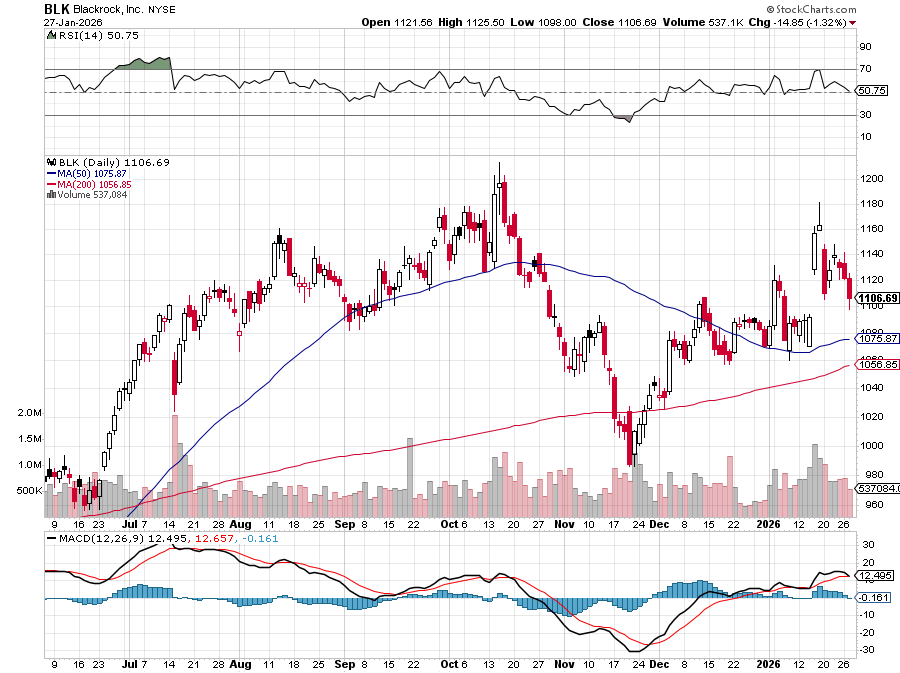 BLK Blackrock, Inc. NYSE
© StockCharts.com
27-Jan-2026
Open 1121.56 High 1125.50 Low 1098.00 Close 1106.69 Volume 537.1K Chg -14.85 (-1.32%)
RSI(14) 50.75
90
70
50.75
30
10
BLK (Daily) 1106.69
MA(50) 1075.87
MA(200) 1056.85
Volume 537,084
1200
1180
1160
1140
1120
1106.69
1100
1080
1075.87
1060
1056.85
1040
1020
1000
980
537084.0
960
2.0M
1.5M
1.0M
500K
9 16 23 Jul 7 14 21 28 Aug 11 18 25 Sep 8 15 22 Oct 6 13 20 27 Nov 10 17 24 Dec 8 15 22 2026 12 20 26
MACD(12,26,9) 12.495, 12.657, -0.161
30
20
12.495
-0.161
-10
-20
-30
9 16 23 Jul 7 14 21 28 Aug 11 18 25 Sep 8 15 22 Oct 6 13 20 27 Nov 10 17 24 Dec 8 15 22 2026 12 20 26